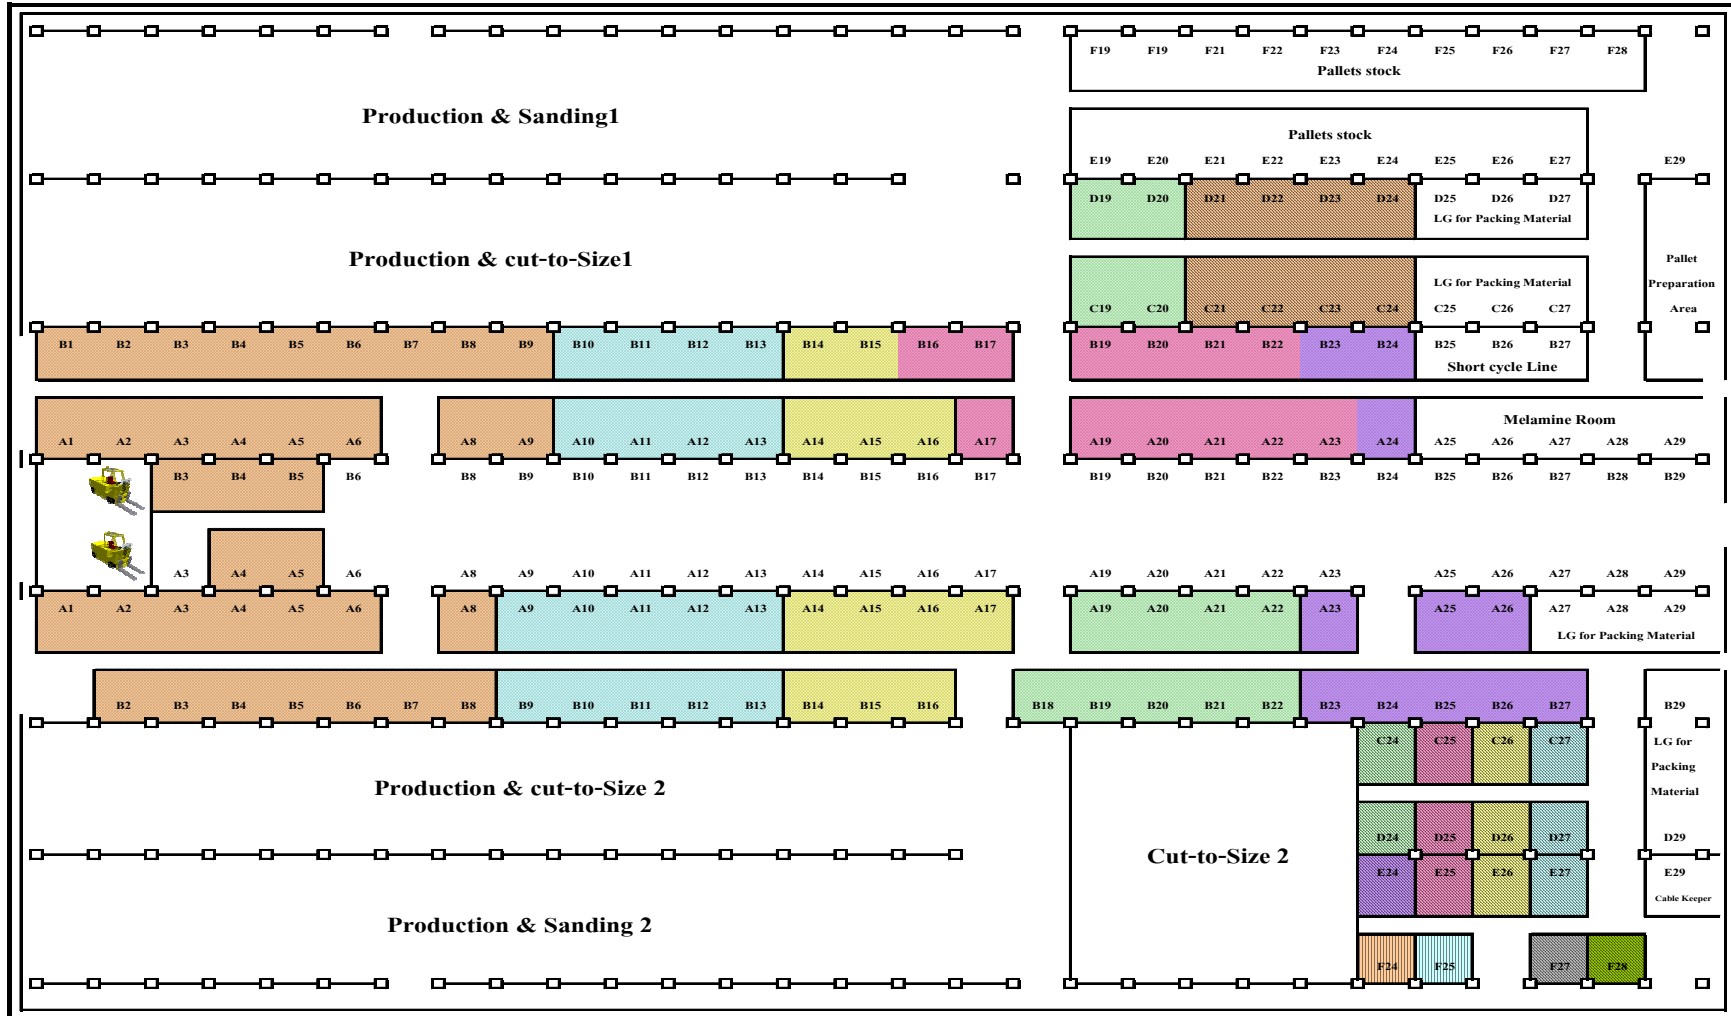 F19 F19 F21 F22 F23 F24 F25 F26 F27 F28
Pallets stock
Production & Sanding1
Pallets stock
E19 E20 E21 E22 E23 E24 E25 E26 E27 E29
D19 D20 D21 D22 D23 D24 D25 D26 D27
LG for Packing Material
Production & cut-to-Size1
Pallet
Preparation
Area
LG for Packing Material
C19 C20 C21 C22 C23 C24 C25 C26 C27
B1 B2 B3 B4 B5 B6 B7 B8 B9 B10 B11 B12 B13 B14 B15 B16 B17 B19 B20 B21 B22 B23 B24 B25 B26 B27
Short cycle Line
Melamine Room
A1 A2 A3 A4 A5 A6 A8 A9 A10 A11 A12 A13 A14 A15 A16 A17 A19 A20 A21 A22 A23 A24 A25 A26 A27 A28 A29
B3 B4 B5 B6 B8 B9 B10 B11 B12 B13 B14 B15 B16 B17 B19 B20 B21 B22 B23 B24 B25 B26 B27 B28 B29
A3 A4 A5 A6 A8 A9 A10 A11 A12 A13 A14 A15 A16 A17 A19 A20 A21 A22 A23 A25 A26 A27 A28 A29
A1 A2 A3 A4 A5 A6 A8 A9 A10 A11 A12 A13 A14 A15 A16 A17 A19 A20 A21 A22 A23 A25 A26 A27 A28 A29
LG for Packing Material
B2 B3 B4 B5 B6 B7 B8 B9 B10 B11 B12 B13 B14 B15 B16 B18 B19 B20 B21 B22 B23 B24 B25 B26 B27 B29
C24 C25 C26 C27
LG for
Packing
Material
Production & cut-to-Size 2
D24 D25 D26 D27 D29
Cut-to-Size 2
E24 E25 E26 E27 E29
Cable Keeper
Production & Sanding 2
F24 F25 F27 F28